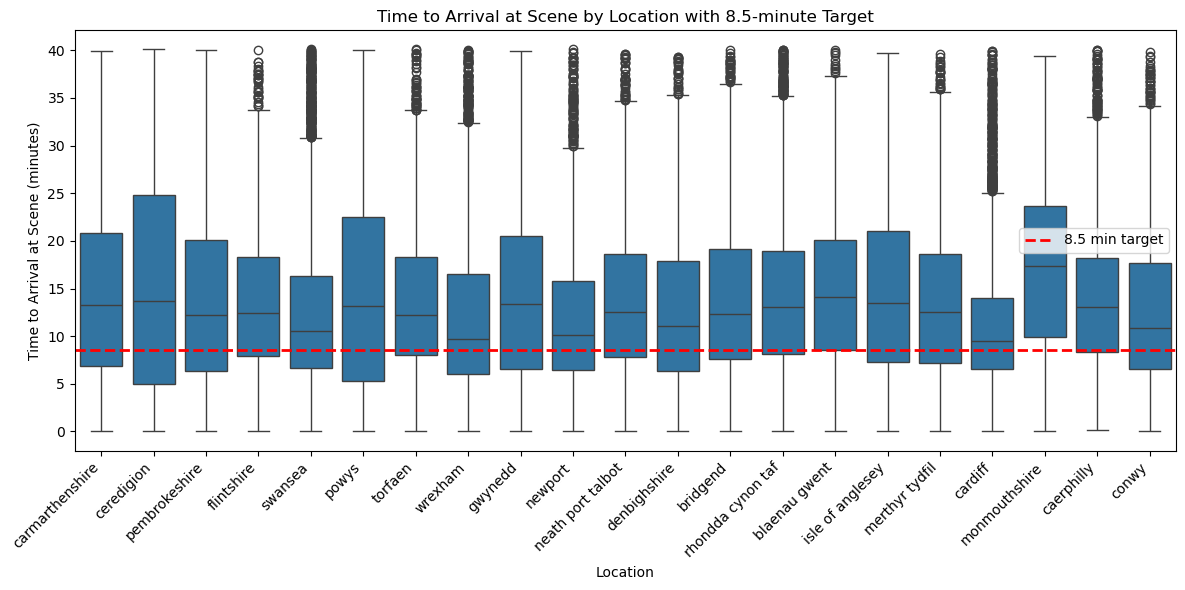 Time to Arrival at Scene by Location with 8.5-minute Target
Time to Arrival at Scene (minutes)
40
35
30
25
20
15
10
5
0
8.5 min target
carmarthenshire
ceredigion
pembrokeshire
flintshire
swansea
powys
torfaen
wrexham
gwynedd
newport
neath port talbot
denbighshire
bridgend
rhondda cynon taf
blaenau gwent
isle of anglesey
merthyr tydfil
cardiff
monmouthshire
caerphilly
conwy
Location